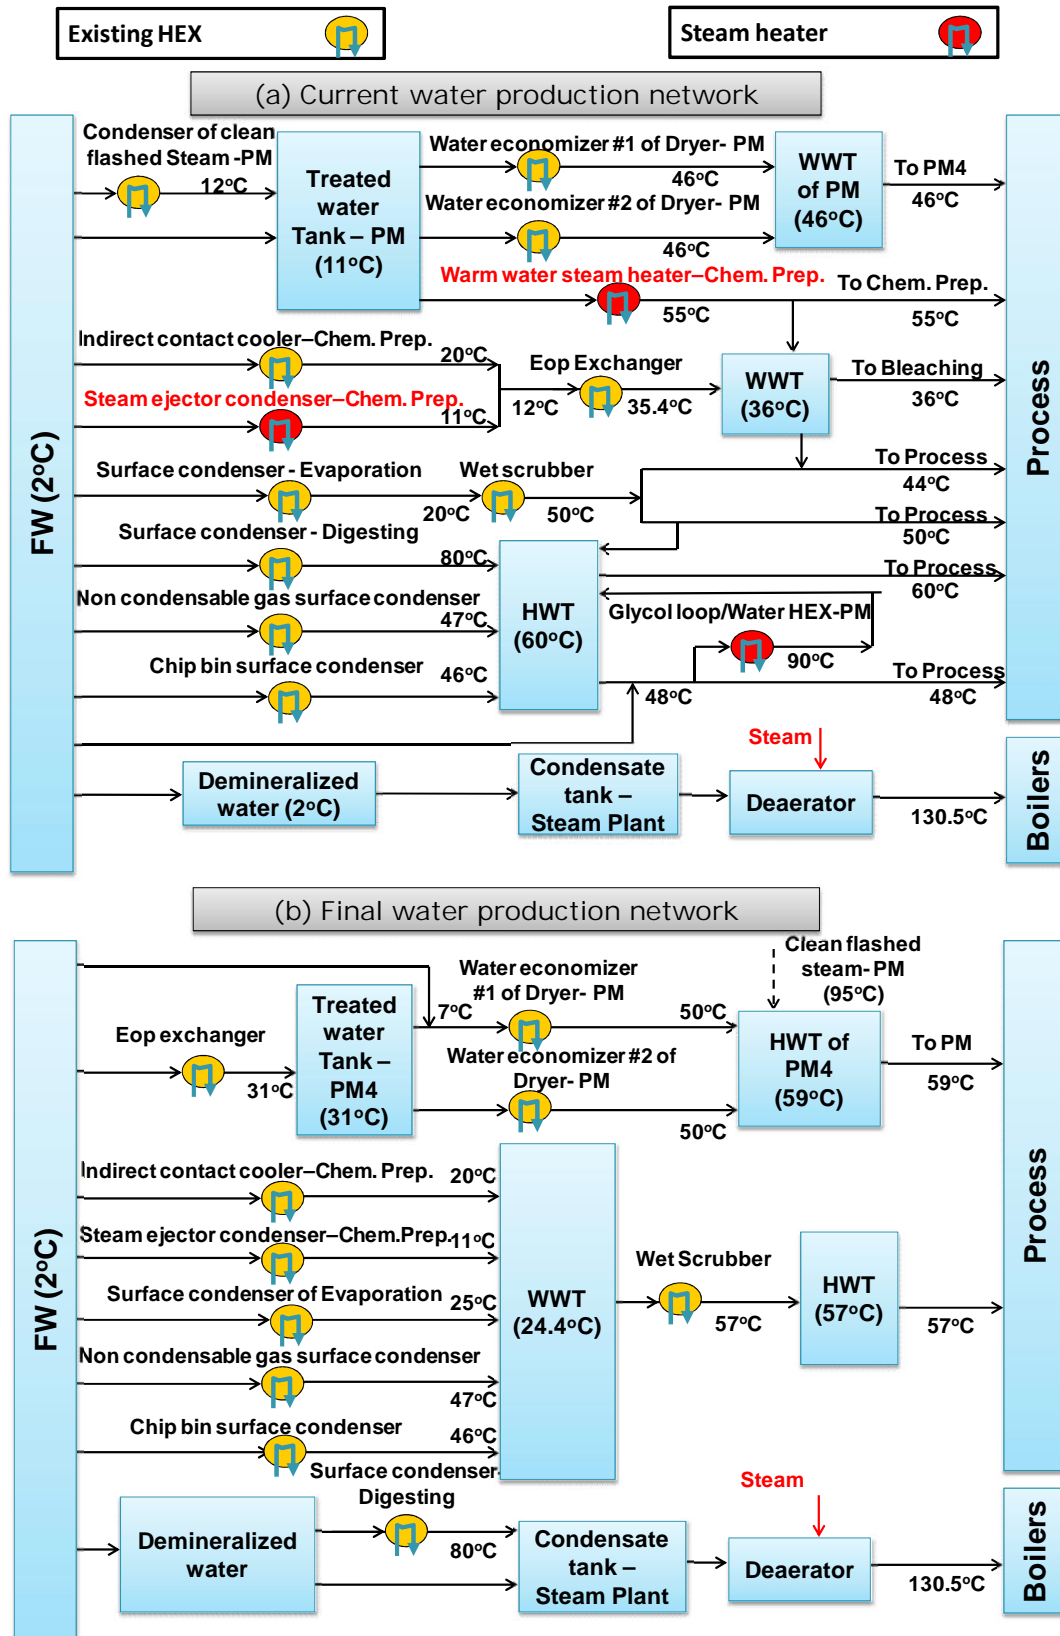 Existing HEX
Steam heater
(a) Current water production network
FW (2°C)
Condenser of clean
flashed Steam -PM
12°C
Treated
water
Tank – PM
(11°C)
Water economizer #1 of Dryer- PM
46°C
Water economizer #2 of Dryer- PM
46°C
WWT
of PM
(46°C)
To PM4
46°C
Process
Warm water steam heater–Chem. Prep.
55°C
To Chem. Prep.
55°C
Indirect contact cooler–Chem. Prep.
20°C
Steam ejector condenser–Chem. Prep.
11°C
12°C
Eop Exchanger
35.4°C
WWT
(36°C)
To Bleaching
36°C
Surface condenser - Evaporation
20°C
Wet scrubber
50°C
To Process
44°C
To Process
50°C
Surface condenser - Digesting
80°C
HWT
(60°C)
To Process
60°C
Non condensable gas surface condenser
47°C
Glycol loop/Water HEX-PM
90°C
Chip bin surface condenser
46°C
48°C
To Process
48°C
Demineralized
water (2°C)
Condensate
tank –
Steam Plant
Steam
Deaerator
130.5°C
Boilers
(b) Final water production network
FW (2°C)
Eop exchanger
31°C
Treated
water
Tank –
PM4
(31°C)
7°C
Water economizer
#1 of Dryer- PM
50°C
Water economizer #2 of
Dryer- PM
50°C
Clean flashed
steam- PM
(95°C)
HWT of
PM4
(59°C)
To PM
59°C
Process
Indirect contact cooler–Chem. Prep.
20°C
Steam ejector condenser–Chem.Prep.
11°C
Surface condenser of Evaporation
25°C
Non condensable gas surface condenser
47°C
Chip bin surface condenser
46°C
WWT
(24.4°C)
Wet Scrubber
57°C
HWT
(57°C)
57°C
Demineralized
water
Surface condenser-
Digesting
80°C
Condensate
tank –
Steam Plant
Steam
Deaerator
130.5°C
Boilers